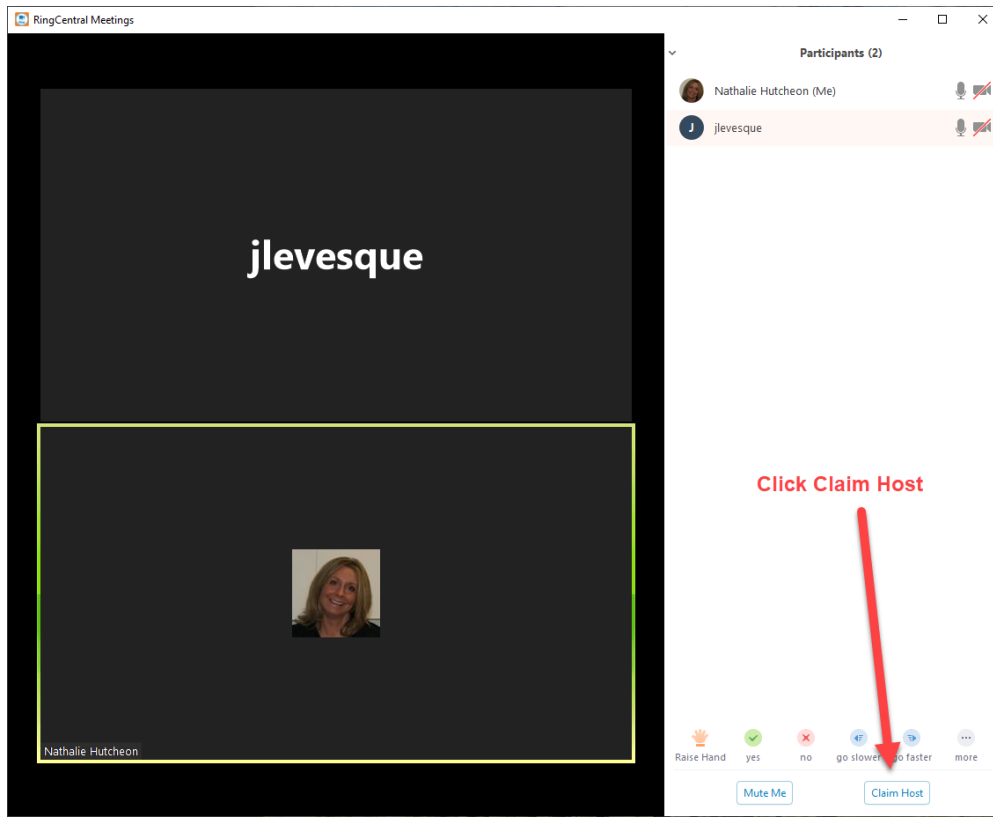 RingCentral Meetings
Participants (2)
Nathalie Hutcheon (Me)
J jlevesque
jlevesque
Click Claim Host
Nathalie Hutcheon
Raise Hand yes no go slower go faster more
Mute Me Claim Host